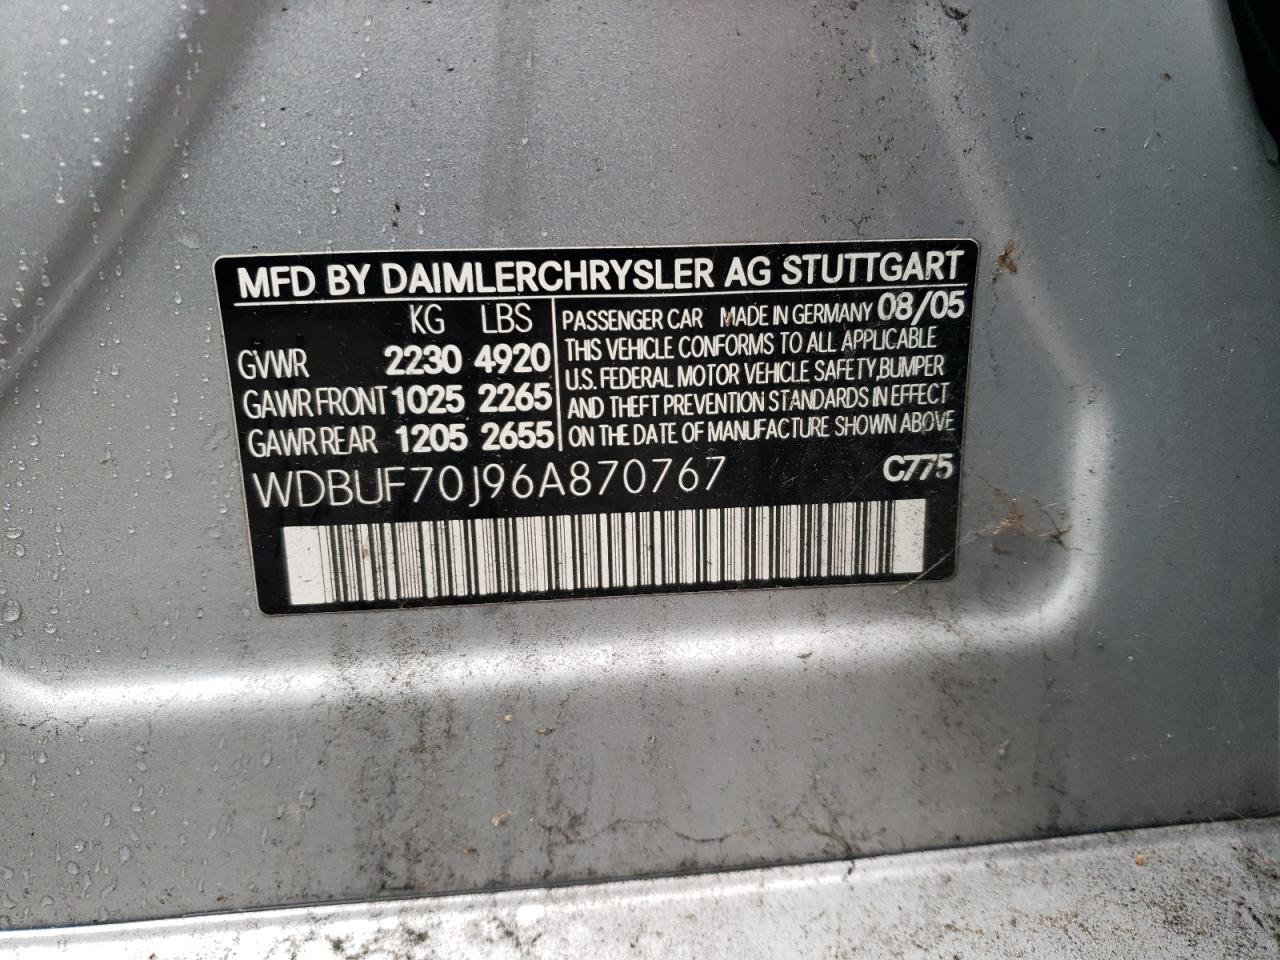 MFD BY DAIMLERCHRYSLER AG STUTTGART
KG LBS
GVWR 2230 4920
GAWR FRONT 1025 2265
GAWR REAR 1205 2655
PASSENGER CAR MADE IN GERMANY 08/05
THIS VEHICLE CONFORMS TO ALL APPLICABLE
U.S. FEDERAL MOTOR VEHICLE SAFETY, BUMPER
AND THEFT PREVENTION STANDARDS IN EFFECT
ON THE DATE OF MANUFACTURE SHOWN ABOVE
WDBUF70J96A870767 C775